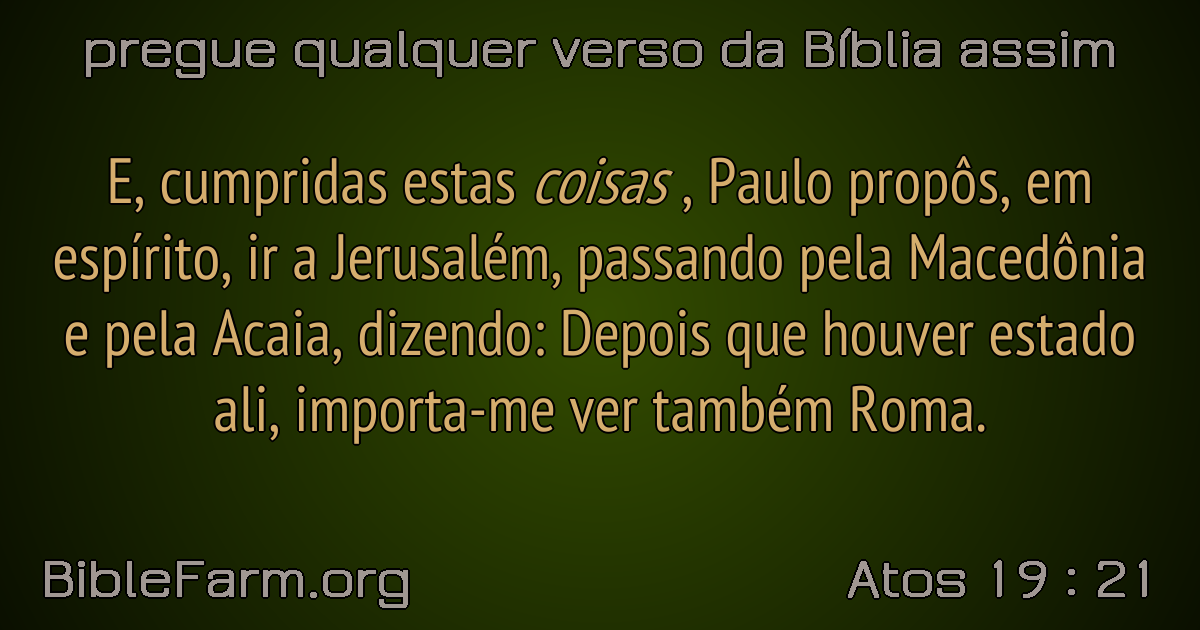 pregue qualquer verso da Bíblia assim
E, cumpridas estas coisas , Paulo propôs, em
espírito, ir a Jerusalém, passando pela Macedônia
e pela Acaia, dizendo: Depois que houver estado
ali, importa-me ver também Roma.
BibleFarm.org
Atos 19 : 21